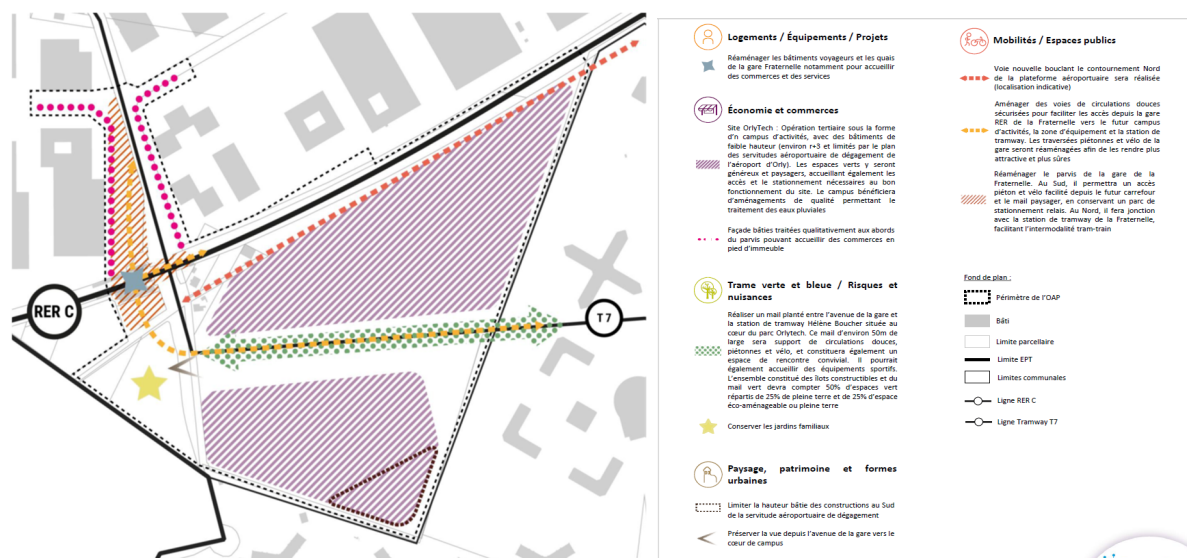 RER C
T 7
Logements / Équipements / Projets
Réaménager les bâtiments voyageurs et les quais
de la gare Fraternelle notamment pour accueillir
des commerces et des services
Économie et commerces
Site OrlyTech : Opération tertiaire sous la forme
d'n campus d'activités, avec des bâtiments de
faible hauteur (environ r+3 et limités par le plan
des servitudes aéroportuaire de dégagement de
l'aéroport d'Orly). Les espaces verts y seront
généreux et paysagers, accueillant également les
accès et le stationnement nécessaires au bon
fonctionnement du site. Le campus bénéficiera
d'aménagements de qualité permettant le
traitement des eaux pluviales
Façade bâties traitées qualitativement aux abords
du parvis pouvant accueillir des commerces en
pied d'immeuble
Trame verte et bleue / Risques et
nuisances
Réaliser un mail planté entre l'avenue de la gare et
la station de tramway Hélène Boucher située au
cœur du parc Orlytech. Ce mail d'environ 50m de
large sera support de circulations douces,
piétonnes et vélo, et constituera également un
espace de rencontre convivial. Il pourrait
également accueillir des équipements sportifs.
L'ensemble constitué des îlots constructibles et du
mail vert devra compter 50% d'espaces vert
répartis de 25% de pleine terre et de 25% d'espace
éco-aménageable ou pleine terre
Conserver les jardins familiaux
Paysage, patrimoine et formes
urbaines
Limiter la hauteur bâtie des constructions au Sud
de la servitude aéroportuaire de dégagement
Préserver la vue depuis l'avenue de la gare vers le
cœur de campus
Mobilités / Espaces publics
Voie nouvelle bouclant le contournement Nord
de la plateforme aéroportuaire sera réalisée
(localisation indicative)
Aménager des voies de circulations douces
sécurisées pour faciliter les accès depuis la gare
RER de la Fraternelle vers le futur campus
d'activités, la zone d'équipement et la station de
tramway. Les traversées piétonnes et vélo de la
gare seront réaménagées afin de les rendre plus
attractive et plus sûres
Réaménager le parvis de la gare de la
Fraternelle. Au Sud, il permettra un accès
piéton et vélo facilité depuis le futur carrefour
et le mail paysager, en conservant un parc de
stationnement relais. Au Nord, il fera jonction
avec la station de tramway de la Fraternelle,
facilitant l'intermodalité tram-train
Fond de plan :
Périmètre de l'OAP
Bâti
Limite parcellaire
Limite EPT
Limites communales
Ligne RER C
Ligne Tramway T7